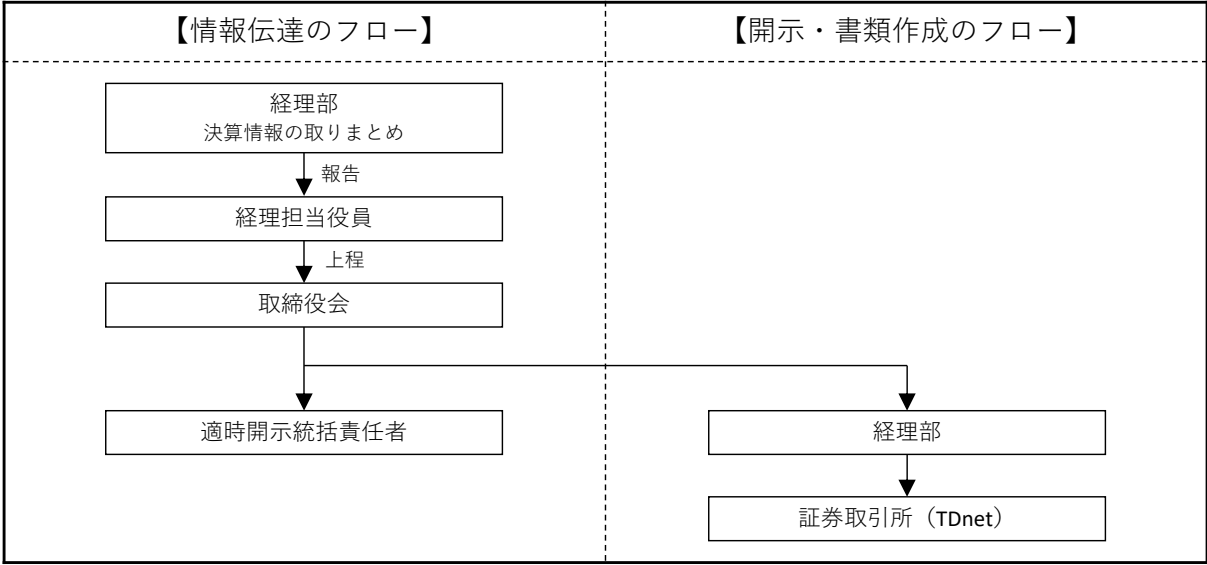 【情報伝達のフロー】
【開示・書類作成のフロー】
経理部
決算情報の取りまとめ
報告
経理担当役員
上程
取締役会
適時開示統括責任者
経理部
証券取引所（TDnet）